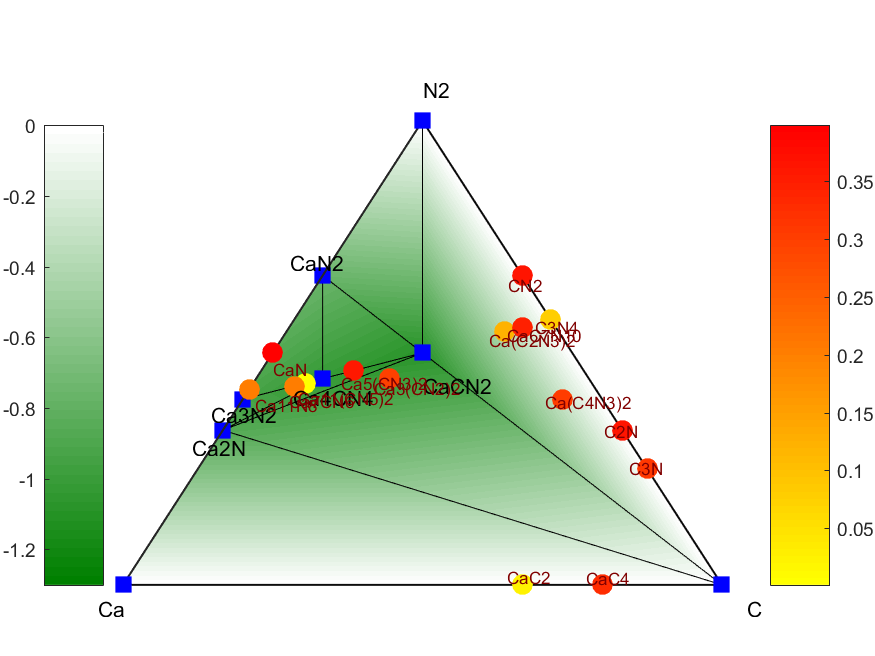 N2
0
-0.2
-0.4
-0.6
-0.8
-1
-1.2
0.35
0.3
0.25
0.2
0.15
0.1
0.05
CaN2
CN2
C3N4
Ca(C2N3)2
CaN
Ca5(CN3)2
CaCN2
Ca(C4N3)2
Ca3N2
Ca2N
C2N
C3N
CaC2
CaC4
Ca
C